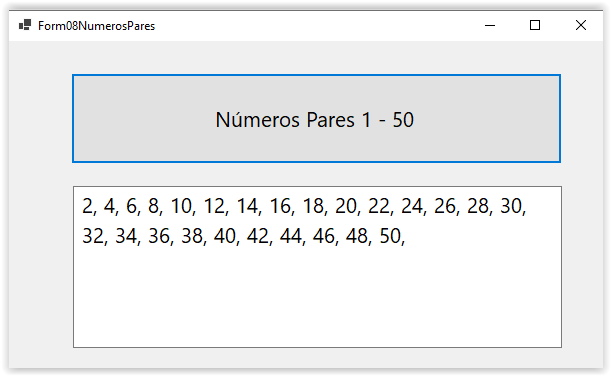 Form08NumerosPares
Números Pares 1 - 50
2, 4, 6, 8, 10, 12, 14, 16, 18, 20, 22, 24, 26, 28, 30,
32, 34, 36, 38, 40, 42, 44, 46, 48, 50,